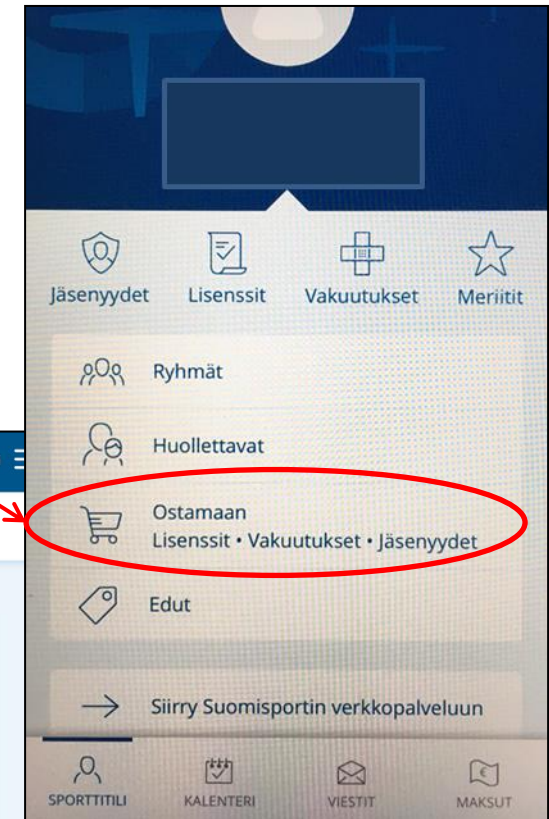 Jäsenyydet Lisenssit Vakuutukset Meriitit
Ryhmät
Huollettavat
Ostamaan
Lisenssit • Vakuutukset • Jäsenyydet
Edut
Siirry Suomisportin verkkopalveluun
SPORTTITILI KALENTERI VIESTIT MAKSUT